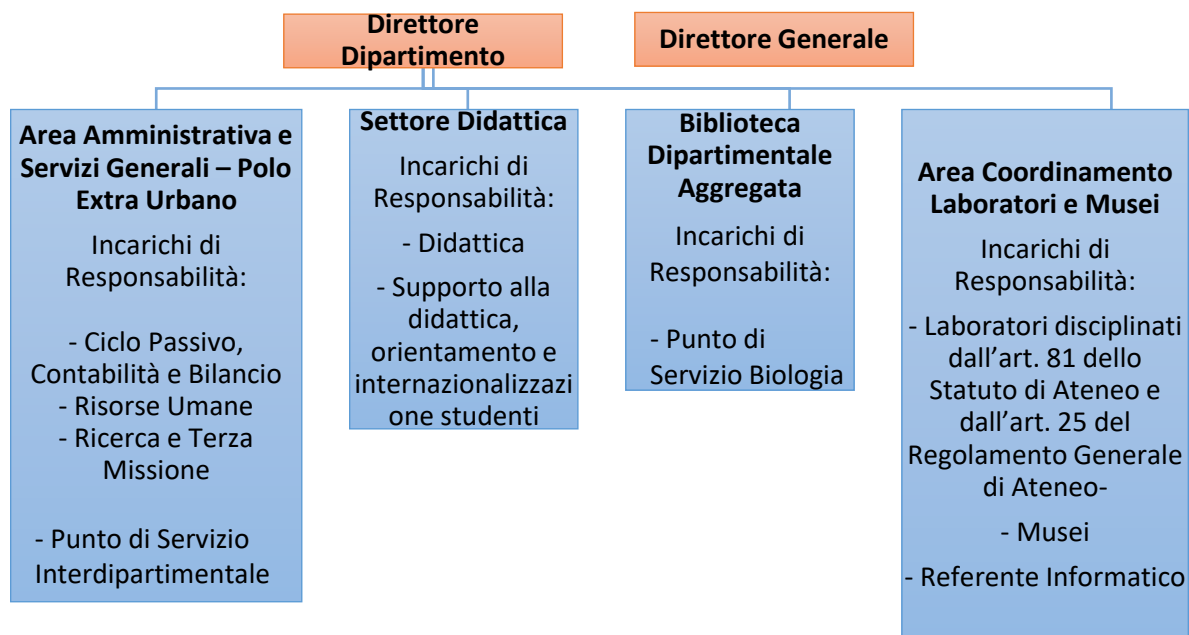 Direttore
Dipartimento
Direttore Generale
Area Amministrativa e
Servizi Generali – Polo
Extra Urbano
Incarichi di
Responsabilità:
- Ciclo Passivo,
Contabilità e Bilancio
- Risorse Umane
- Ricerca e Terza
Missione
- Punto di Servizio
Interdipartimentale
Settore Didattica
Incarichi di
Responsabilità:
- Didattica
- Supporto alla
didattica,
orientamento e
internazionalizzazi
one studenti
Biblioteca
Dipartimentale
Aggregata
Incarichi di
Responsabilità:
- Punto di
Servizio Biologia
Area Coordinamento
Laboratori e Musei
Incarichi di
Responsabilità:
- Laboratori disciplinati
dall’art. 81 dello
Statuto di Ateneo e
dall’art. 25 del
Regolamento Generale
di Ateneo-
- Musei
- Referente Informatico